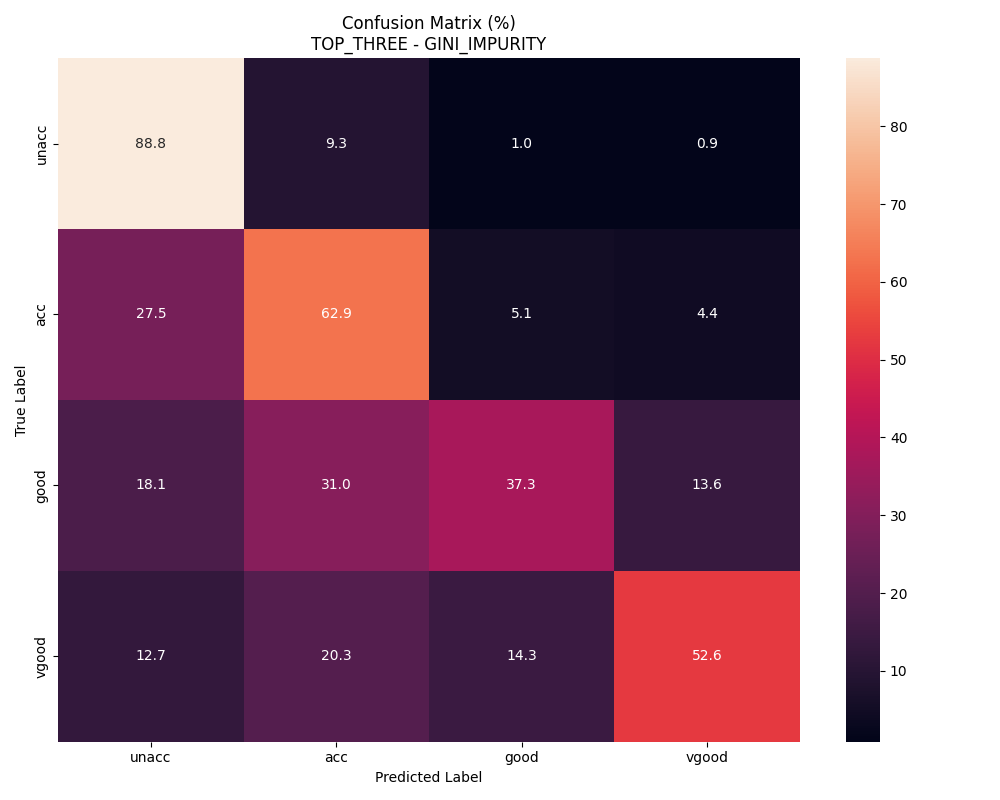 Confusion Matrix (%)
TOP_THREE - GINI_IMPURITY
True Label
unacc
88.8 9.3 1.0 0.9
acc
27.5 62.9 5.1 4.4
good
18.1 31.0 37.3 13.6
vgood
12.7 20.3 14.3 52.6
unacc acc good vgood
Predicted Label
80
70
60
50
40
30
20
10